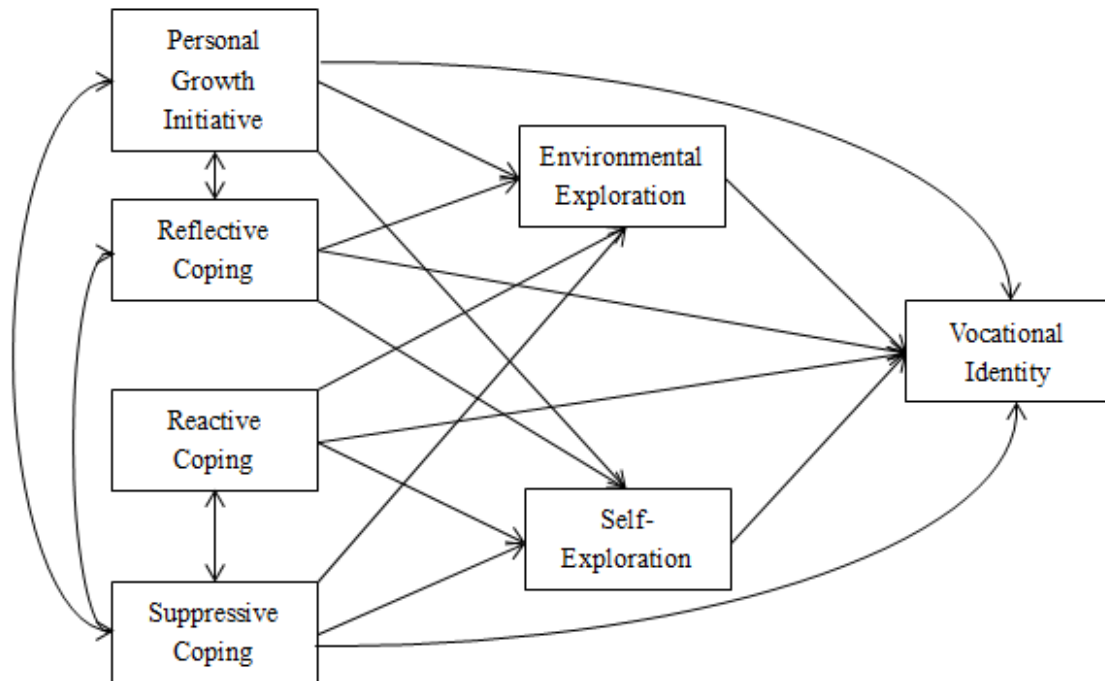 Personal
Growth
Initiative
Environmental
Exploration
Reflective
Coping
Vocational
Identity
Reactive
Coping
Self-
Exploration
Suppressive
Coping